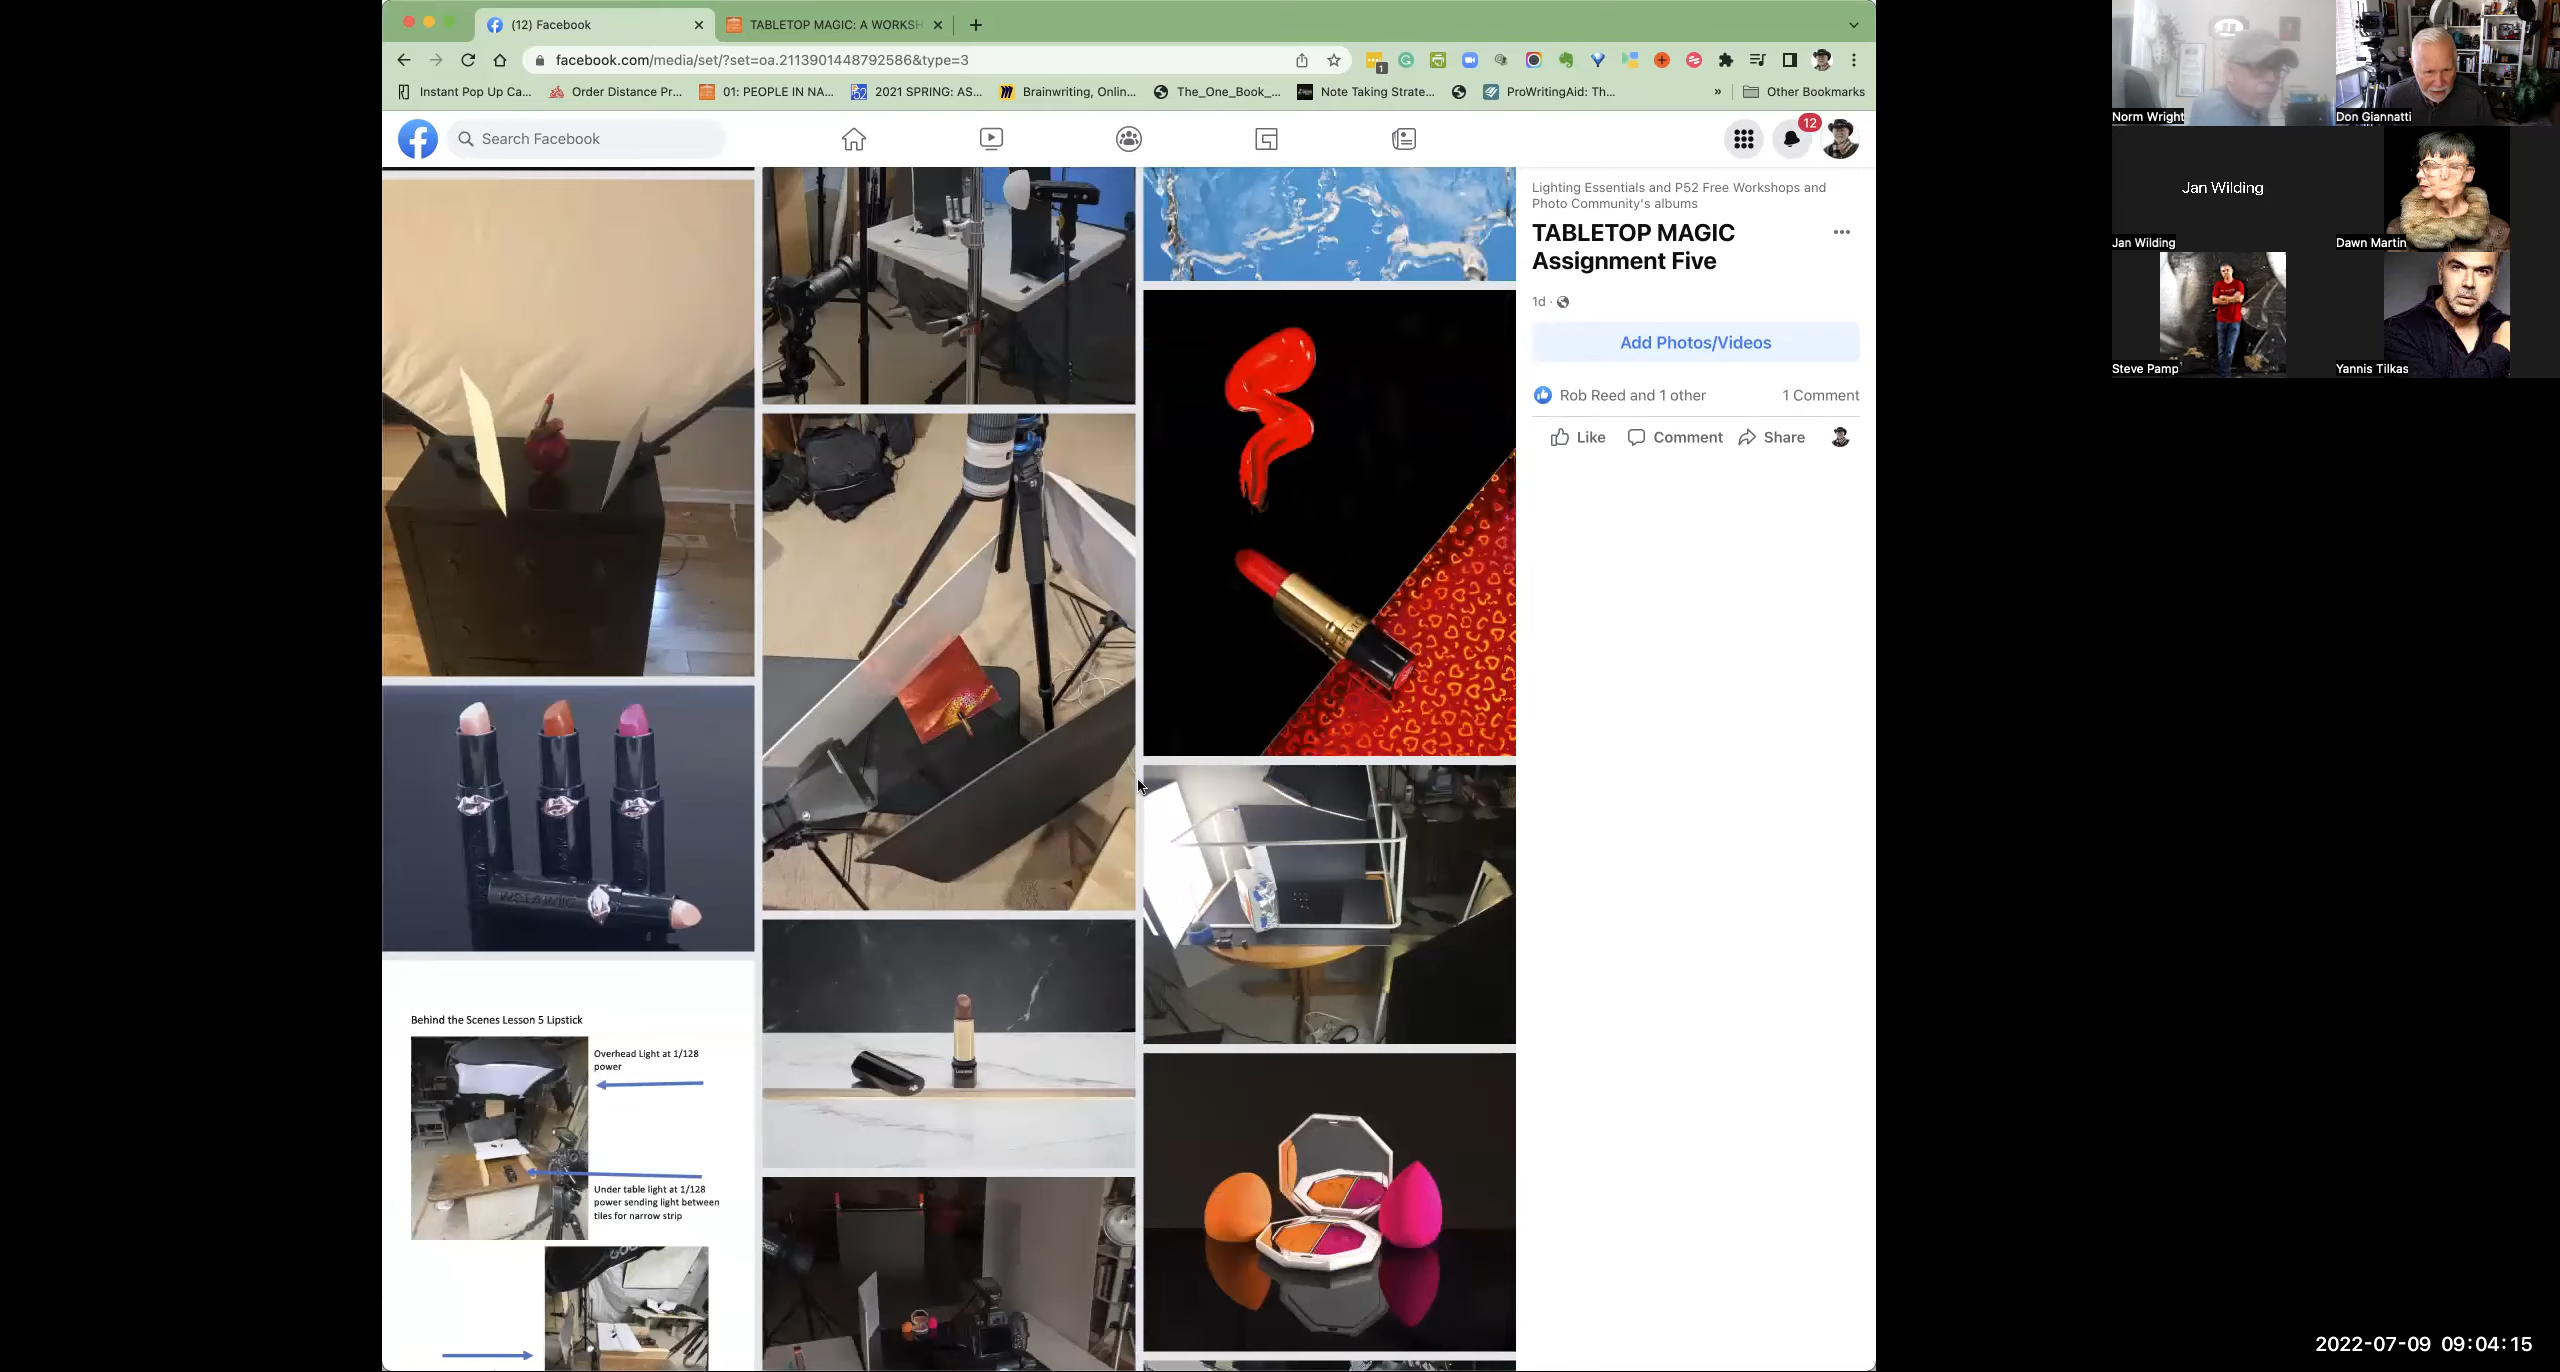 (12) Facebook
TABLETOP MAGIC: A WORKSH
facebook.com/media/set/?set=oa.2113901448792586&type=3
1
Instant Pop Up Ca...
Order Distance Pr...
01: PEOPLE IN NA...
2021 SPRING: AS...
Brainwriting, Onlin...
The_One_Book_...
Note Taking Strate...
ProWritingAid: Th...
»
Other Bookmarks
Search Facebook
12
Lighting Essentials and P52 Free Workshops and
Photo Community's albums
TABLETOP MAGIC
Assignment Five
1d ·
Add Photos/Videos
Rob Reed and 1 other
1 Comment
Like
Comment
Share
Behind the Scenes Lesson 5 Lipstick
Overhead Light at 1/128
power
Under table light at 1/128
power sending light between
tiles for narrow strip
Norm Wright
Don Giannatti
Jan Wilding
Jan Wilding
Dawn Martin
Steve Pamp
Yannis Tilkas
2022-07-09 09:04:15